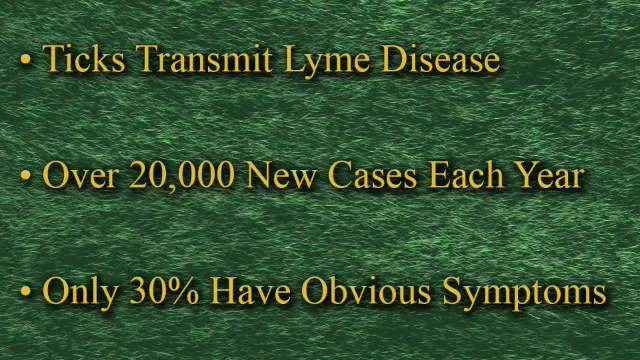 • Ticks Transmit Lyme Disease
• Over 20,000 New Cases Each Year
• Only 30% Have Obvious Symptoms